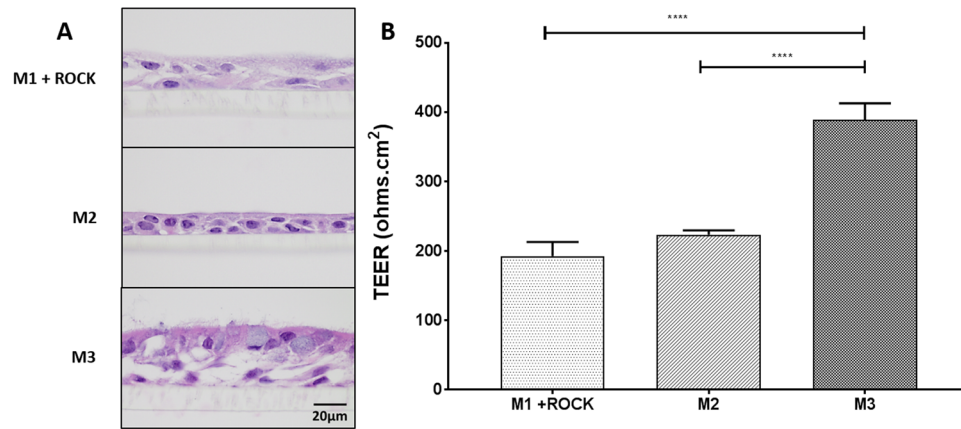 A
M1 + ROCK
M2
M3
20µm
B
****
****
TEER (ohms.cm²)
500
400
300
200
100
0
M1 +ROCK
M2
M3